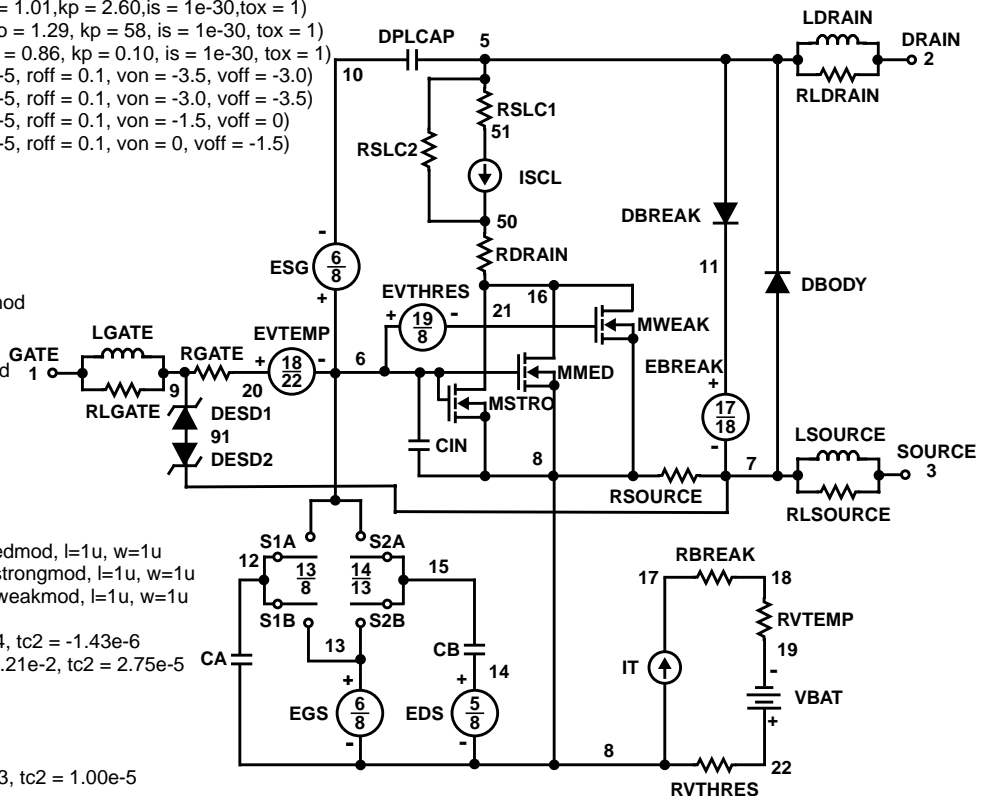 = 1.01,kp = 2.60,is = 1e-30,tox = 1)
o = 1.29, kp = 58, is = 1e-30, tox = 1)
= 0.86, kp = 0.10, is = 1e-30, tox = 1)
-5, roff = 0.1, von = -3.5, voff = -3.0)
-5, roff = 0.1, von = -3.0, voff = -3.5)
-5, roff = 0.1, von = -1.5, voff = 0)
-5, roff = 0.1, von = 0, voff = -1.5)
LDRAIN
DPLCAP
5
DRAIN
2
10
RLDRAIN
RSLC1
51
RSLC2
ISCL
50
DBREAK
RDRAIN
ESG
6
8
-
+
11
DBODY
EVTHRES
+
19
8
-
16
21
MWEAK
od
LGATE
EVTEMP
GATE
1
d
RGATE
+
18
22
-
6
MMED
EBREAK
+
9
20
RLGATE
DESD1
91
DESD2
MSTRO
17
18
-
CIN
LSOURCE
SOURCE
3
8
7
RSOURCE
RLSOURCE
edmod, l=1u, w=1u
strongmod, l=1u, w=1u
weakmod, l=1u, w=1u
S1A
S2A
12
13
8
14
13
15
S1B
S2B
RBREAK
17
18
RVTEMP
4, tc2 = -1.43e-6
.21e-2, tc2 = 2.75e-5
CA
13
CB
14
19
-
IT
VBAT
+
+
+
EGS
6
8
EDS
5
8
-
-
8
22
RVTHRES
3, tc2 = 1.00e-5